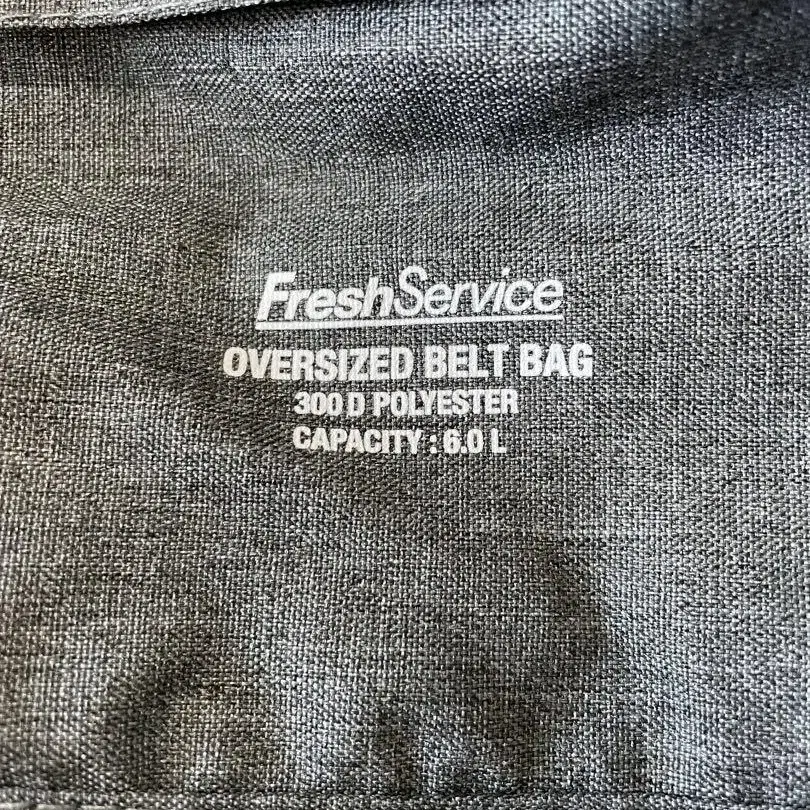 FreshService
OVERSIZED BELT BAG
300 D POLYESTER
CAPACITY : 6.0 L